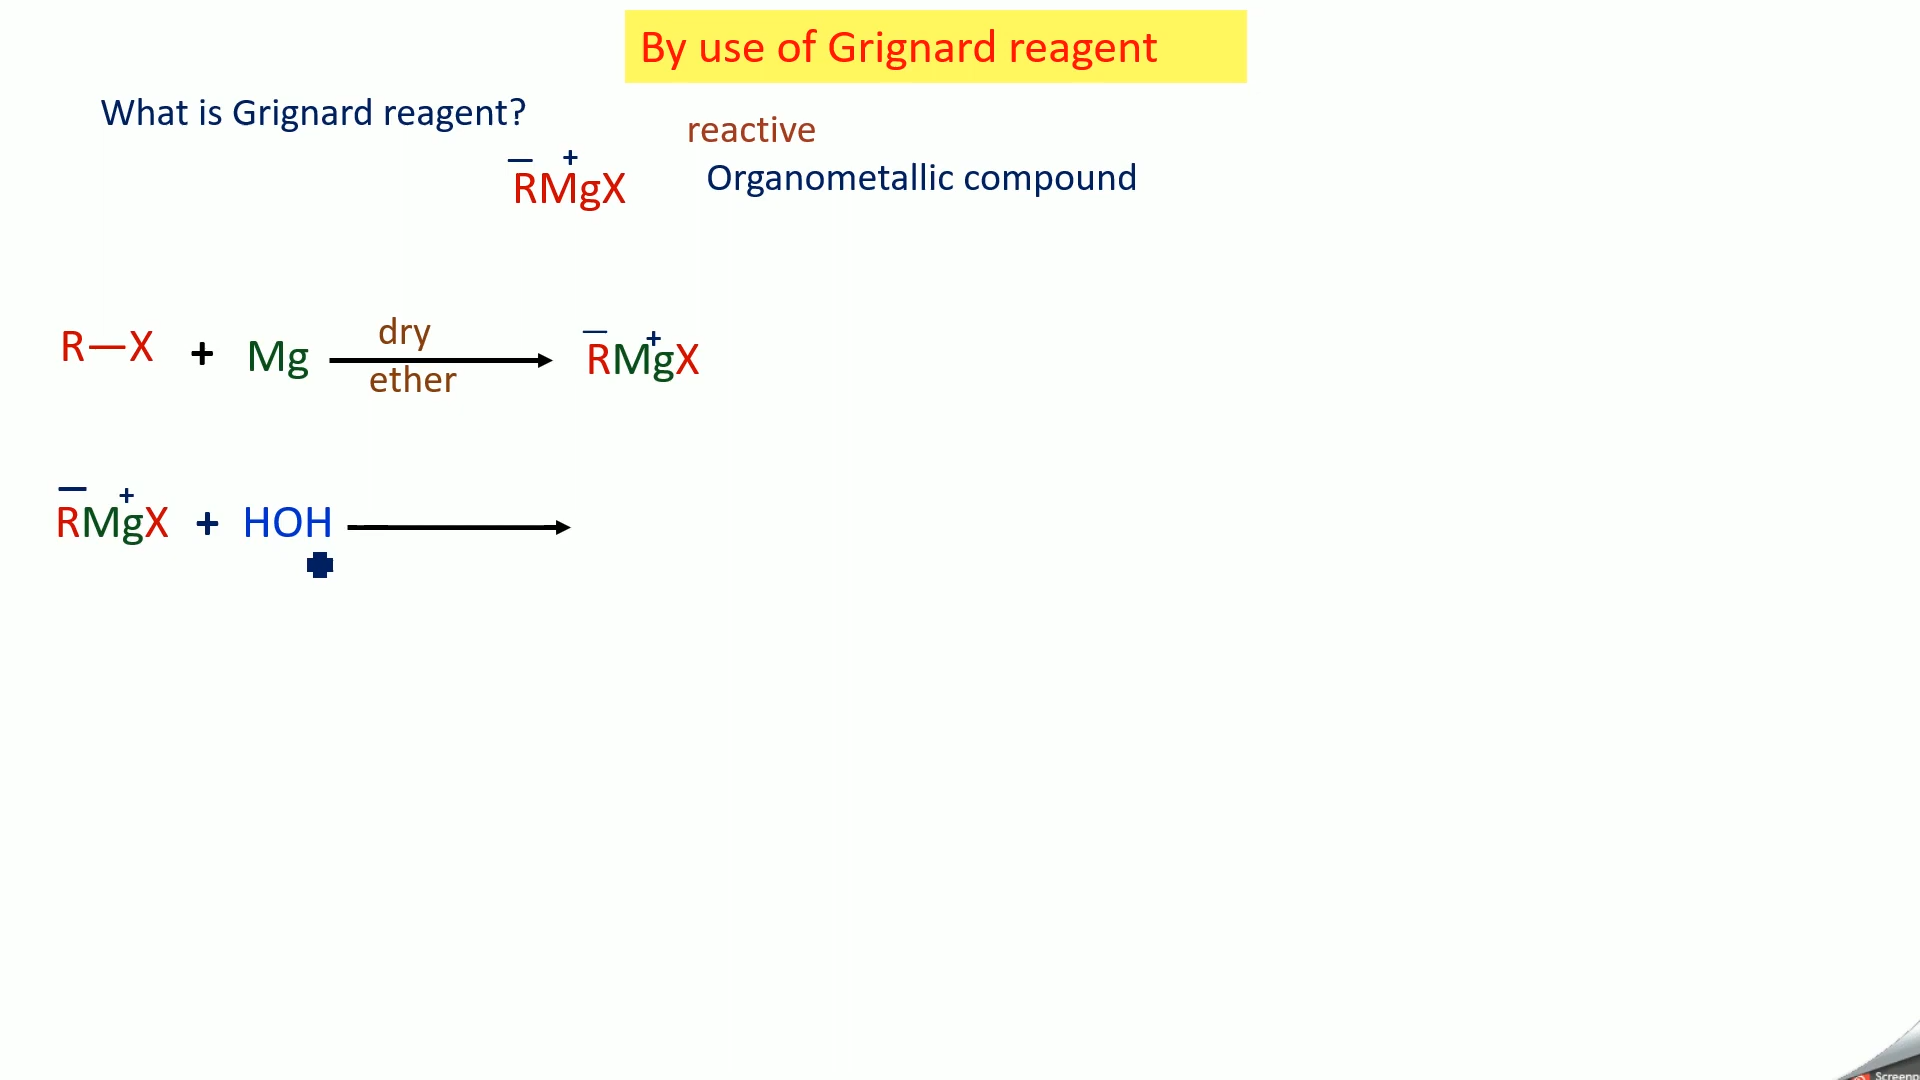 By use of Grignard reagent
What is Grignard reagent?
reactive
— +
RMgX Organometallic compound
R—X + Mg dry ether — +
RMgX
— +
RMgX + HOH